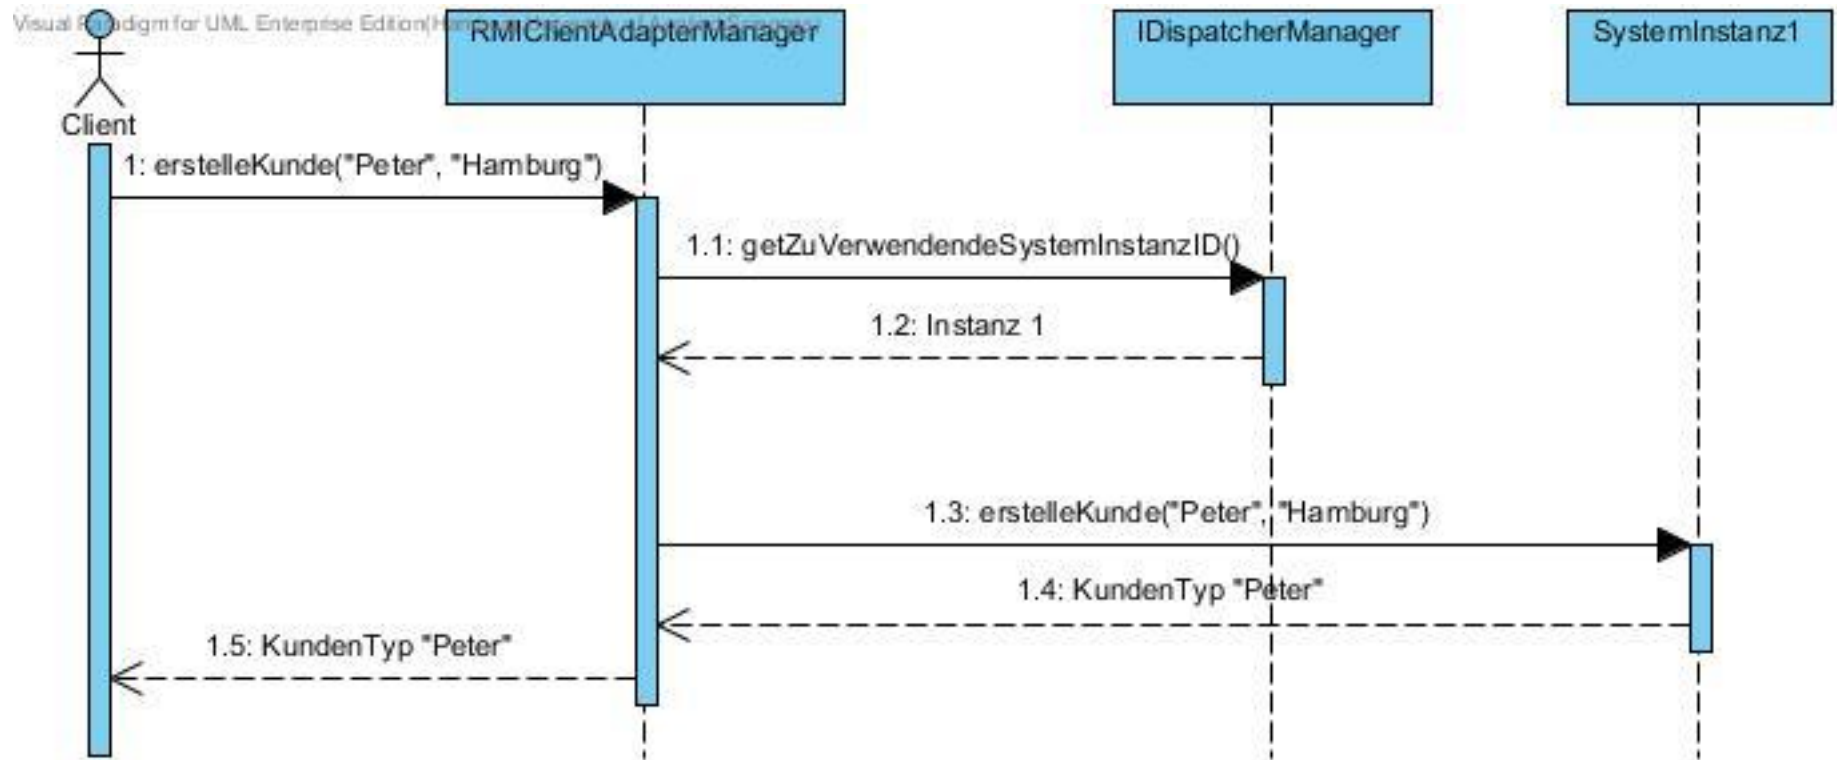 Visual Paradigm for UML Enterprise Edition
RMIClientAdapterManager
IDispatcherManager
SystemInstanz1
Client
1: erstelleKunde("Peter", "Hamburg")
1.1: getZuVerwendendeSystemInstanzID()
1.2: Instanz 1
1.3: erstelleKunde("Peter", "Hamburg")
1.4: KundenTyp "Peter"
1.5: KundenTyp "Peter"